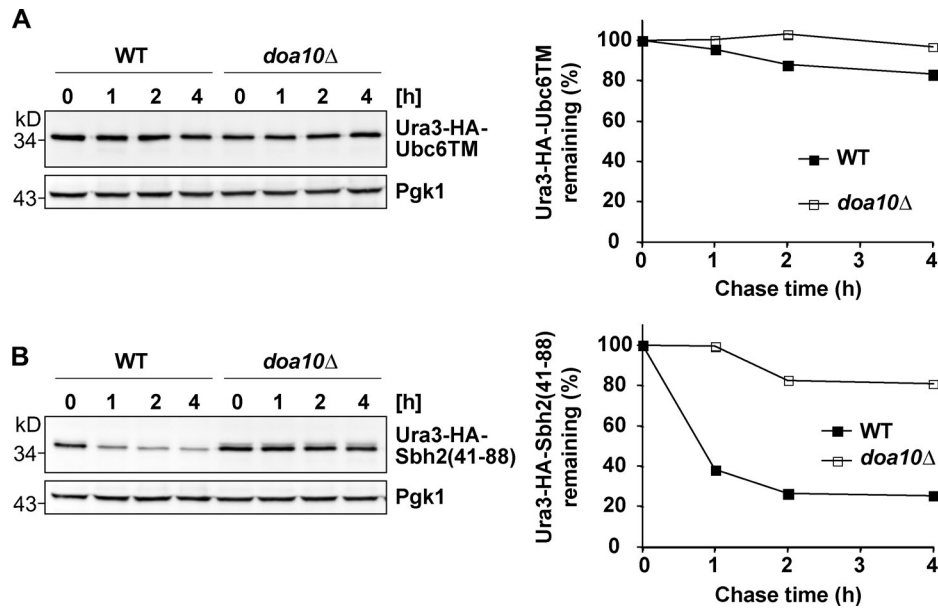 A
WT doa10Δ
0 1 2 4 0 1 2 4 [h]
kD
34
Ura3-HA-
Ubc6TM
43
Pgk1
Ura3-HA-Ubc6TM
remaining (%)
100
80
60
40
20
0
WT
doa10Δ
0 1 2 3 4
Chase time (h)
B
WT doa10Δ
0 1 2 4 0 1 2 4 [h]
kD
34
Ura3-HA-
Sbh2(41-88)
43
Pgk1
Ura3-HA-Sbh2(41-88)
remaining (%)
100
80
60
40
20
0
WT
doa10Δ
0 1 2 3 4
Chase time (h)